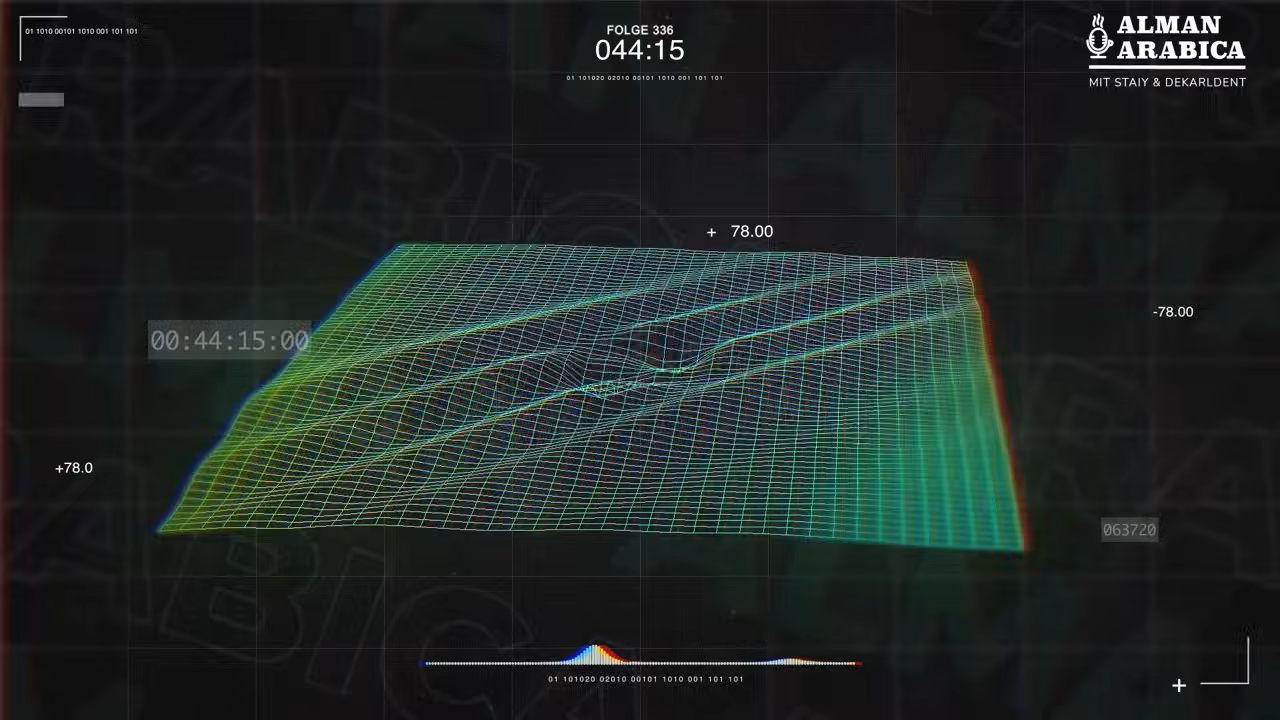 01 1010 00101 1010 001 101 101
FOLGE 336
044:15
01 101020 02010 00101 1010 001 101 101
ALMAN
ARABICA
MIT STAIY & DEKARLDENT
+ 78.00
-78.00
00:44:15:00
+78.0
063720
01 101020 02010 00101 1010 001 101 101
+